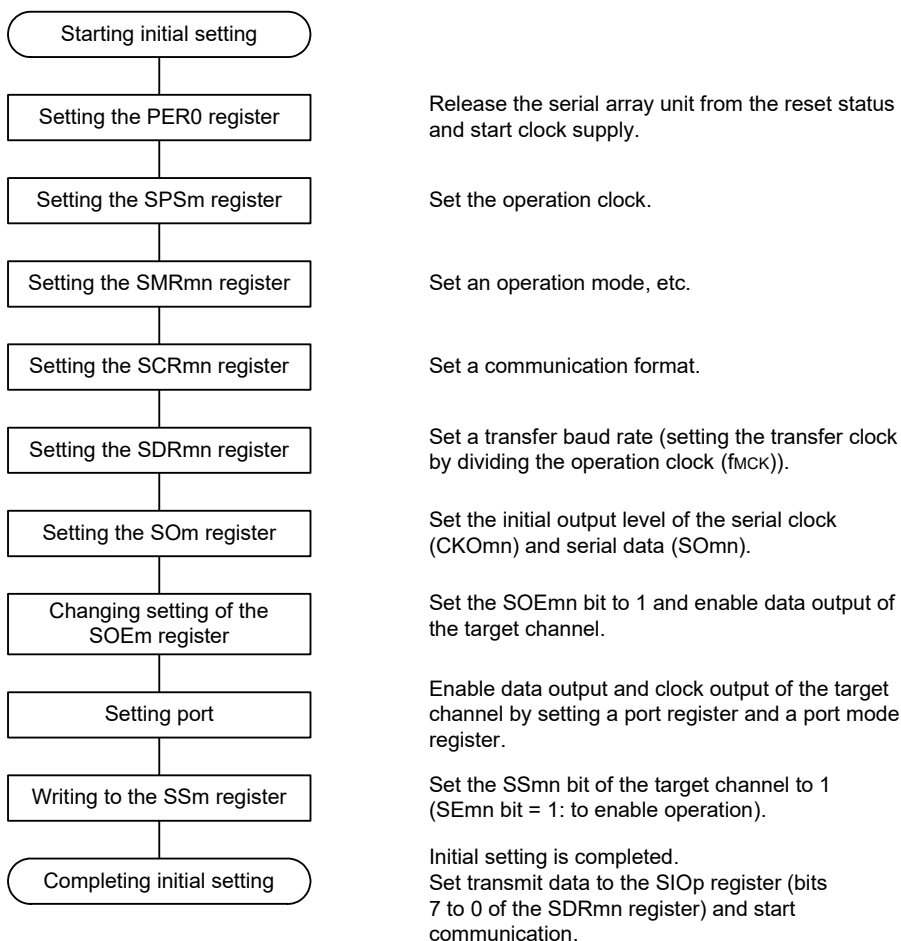 Starting initial setting
Setting the PER0 register
Release the serial array unit from the reset status
and start clock supply.
Setting the SPSm register
Set the operation clock.
Setting the SMRmn register
Set an operation mode, etc.
Setting the SCRmn register
Set a communication format.
Setting the SDRmn register
Set a transfer baud rate (setting the transfer clock
by dividing the operation clock (fMCK)).
Setting the SOm register
Set the initial output level of the serial clock
(CKOmn) and serial data (SOmn).
Changing setting of the
SOEm register
Set the SOEmn bit to 1 and enable data output of
the target channel.
Setting port
Enable data output and clock output of the target
channel by setting a port register and a port mode
register.
Writing to the SSm register
Set the SSmn bit of the target channel to 1
(SEmn bit = 1: to enable operation).
Completing initial setting
Initial setting is completed.
Set transmit data to the SIOp register (bits
7 to 0 of the SDRmn register) and start
communication.